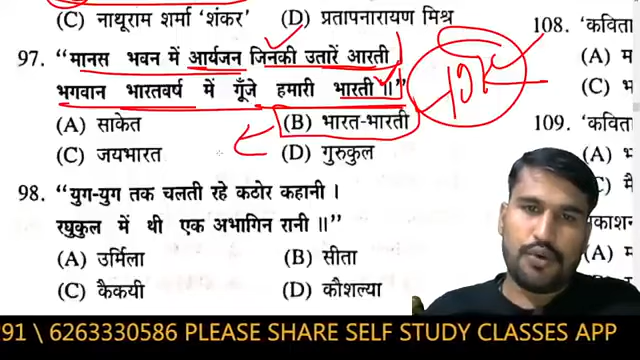 (C) नाथूराम शर्मा 'शंकर' (D) प्रतापनारायण मिश्र
97. “मानस भवन में आर्यजन जिनकी उतारें आरती
भगवान भारतवर्ष में गूँजे हमारी भारती॥”
(A) साकेत (B) भारत-भारती
(C) जयभारत (D) गुरुकुल
98. “युग-युग तक चलती रहे कठोर कहानी।
रघुकुल में थी एक अभागिन रानी॥”
(A) उर्मिला (B) सीता
(C) कैकयी (D) कौशल्या
108. 'कविता
(A)
(C)
109. 'कविता
(A)
91 \ 6263330586 PLEASE SHARE SELF STUDY CLASSES APP